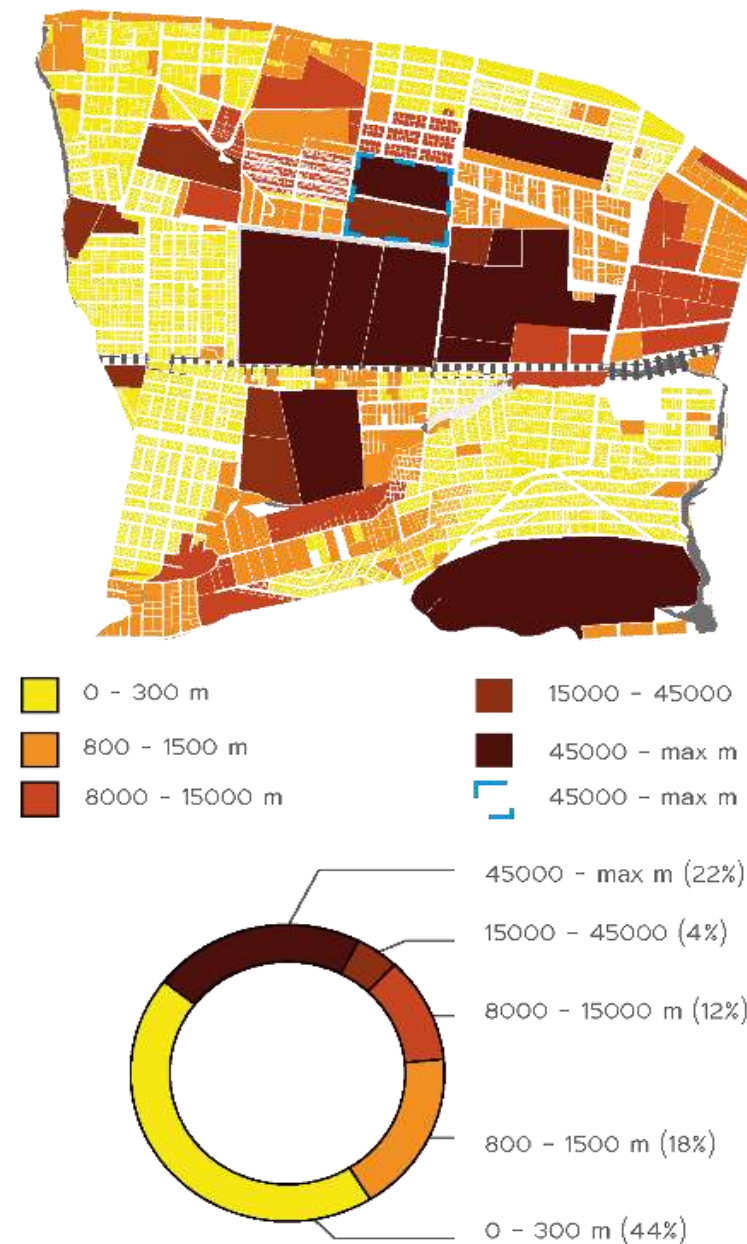 0 - 300 m
800 - 1500 m
8000 - 15000 m
15000 - 45000
45000 - max m
45000 - max m
45000 - max m (22%)
15000 - 45000 (4%)
8000 - 15000 m (12%)
800 - 1500 m (18%)
0 - 300 m (44%)